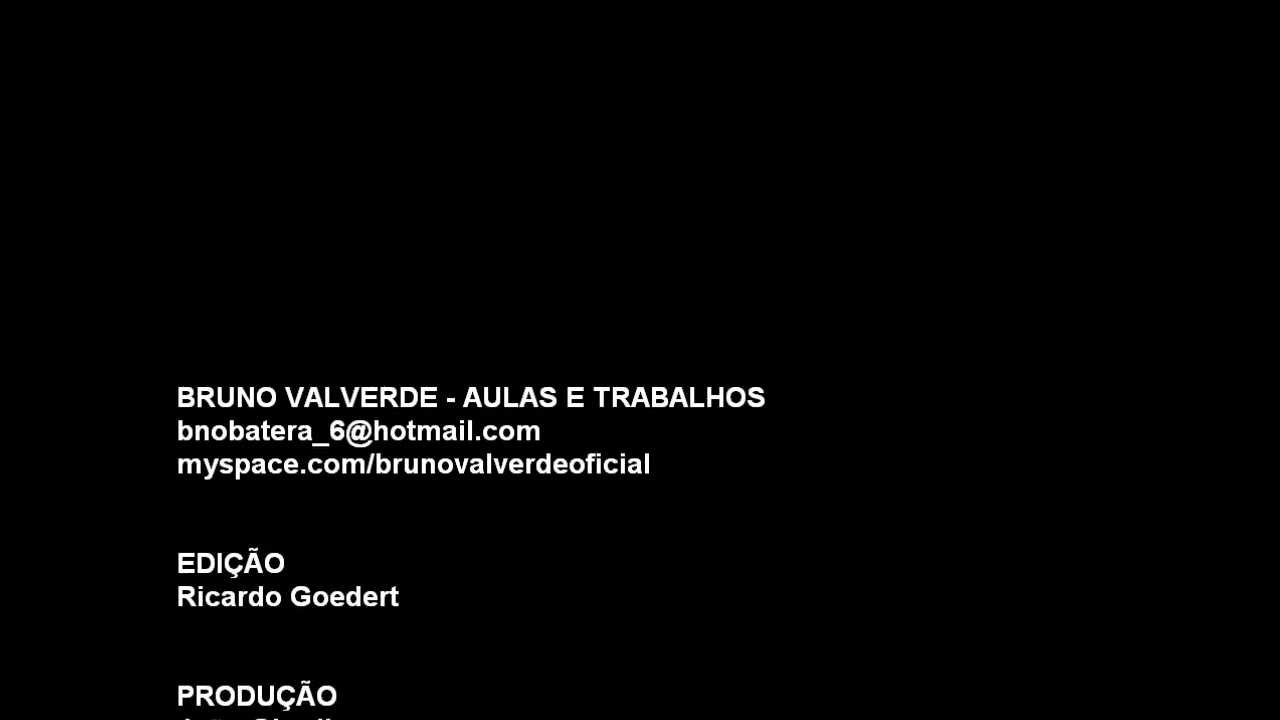 BRUNO VALVERDE - AULAS E TRABALHOS
bnobatera_6@hotmail.com
myspace.com/brunovalverdeoficial
EDIÇÃO
Ricardo Goedert
PRODUÇÃO